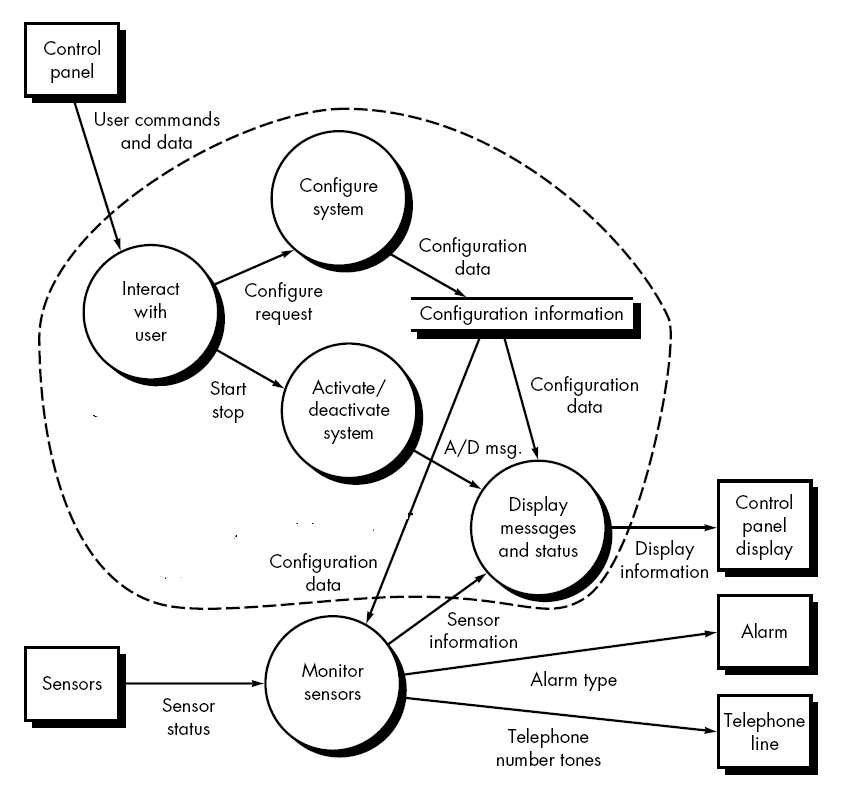 Control
panel
User commands
and data
Configure
system
Interact
with
user
Configure
request
Configuration
data
Configuration information
Start
stop
Activate/
deactivate
system
Configuration
data
A/D msg.
Display
messages
and status
Control
panel
display
Display
information
Configuration
data
Sensor
information
Alarm
Sensors
Sensor
status
Monitor
sensors
Alarm type
Telephone
line
Telephone
number tones